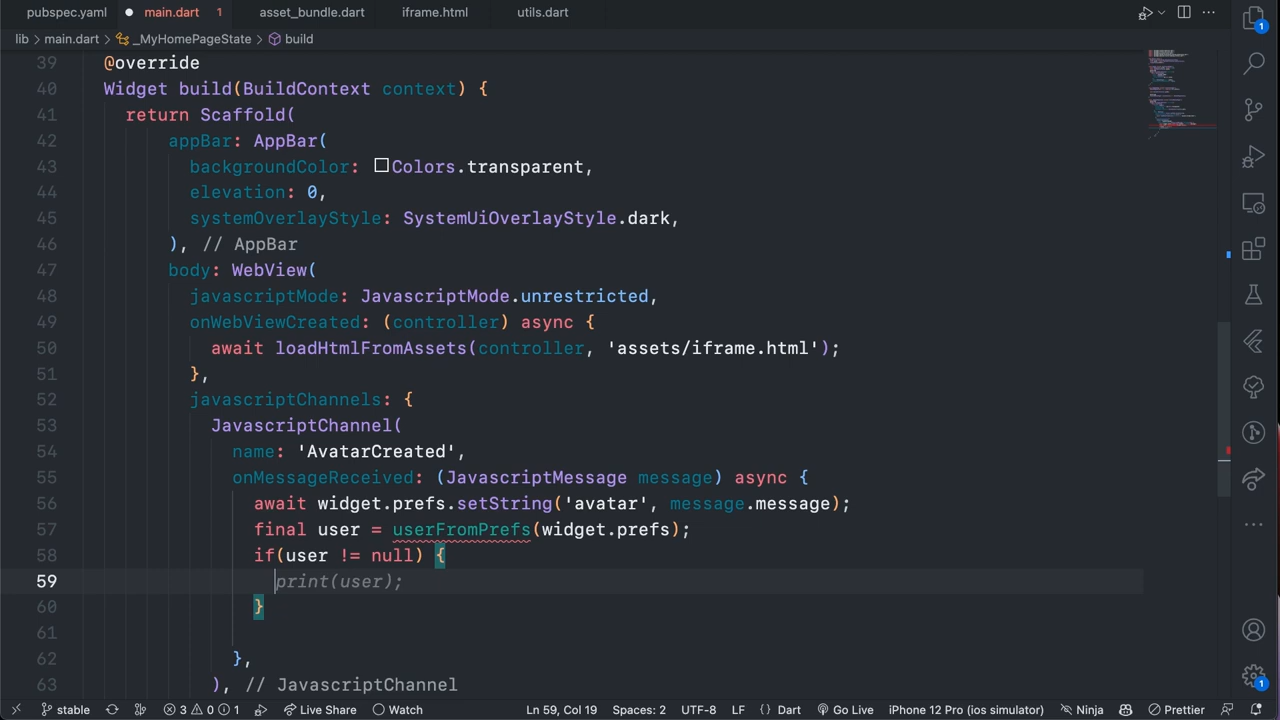 pubspec.yaml main.dart 1 asset_bundle.dart iframe.html utils.dart
lib > main.dart > _MyHomePageState > build
39 @override
40 Widget build(BuildContext context) {
41 return Scaffold(
42 appBar: AppBar(
43 backgroundColor: Colors.transparent,
44 elevation: 0,
45 systemOverlayStyle: SystemUiOverlayStyle.dark,
46 ), // AppBar
47 body: WebView(
48 javascriptMode: JavascriptMode.unrestricted,
49 onWebViewCreated: (controller) async {
50 await loadHtmlFromAssets(controller, 'assets/iframe.html');
51 },
52 javascriptChannels: {
53 JavascriptChannel(
54 name: 'AvatarCreated',
55 onMessageReceived: (JavascriptMessage message) async {
56 await widget.prefs.setString('avatar', message.message);
57 final user = userFromPrefs(widget.prefs);
58 if(user != null) {
59 print(user);
60 }
61
62 },
63 ), // JavascriptChannel
1
1
stable 3 0 1 Live Share Watch Ln 59, Col 19 Spaces: 2 UTF-8 LF {} Dart Go Live iPhone 12 Pro (ios simulator) Ninja Prettier